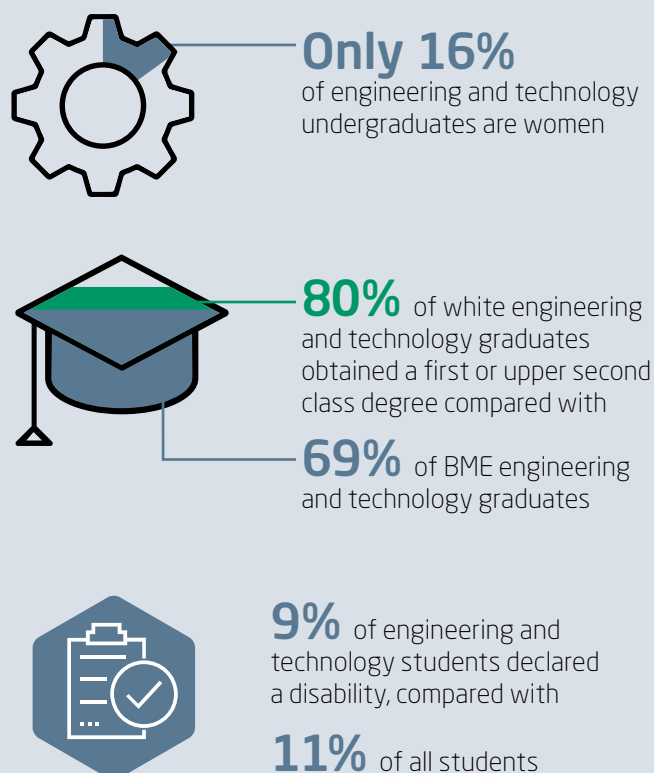 Only 16%
of engineering and technology
undergraduates are women
80% of white engineering
and technology graduates
obtained a first or upper second
class degree compared with
69% of BME engineering
and technology graduates
9% of engineering and
technology students declared
a disability, compared with
11% of all students